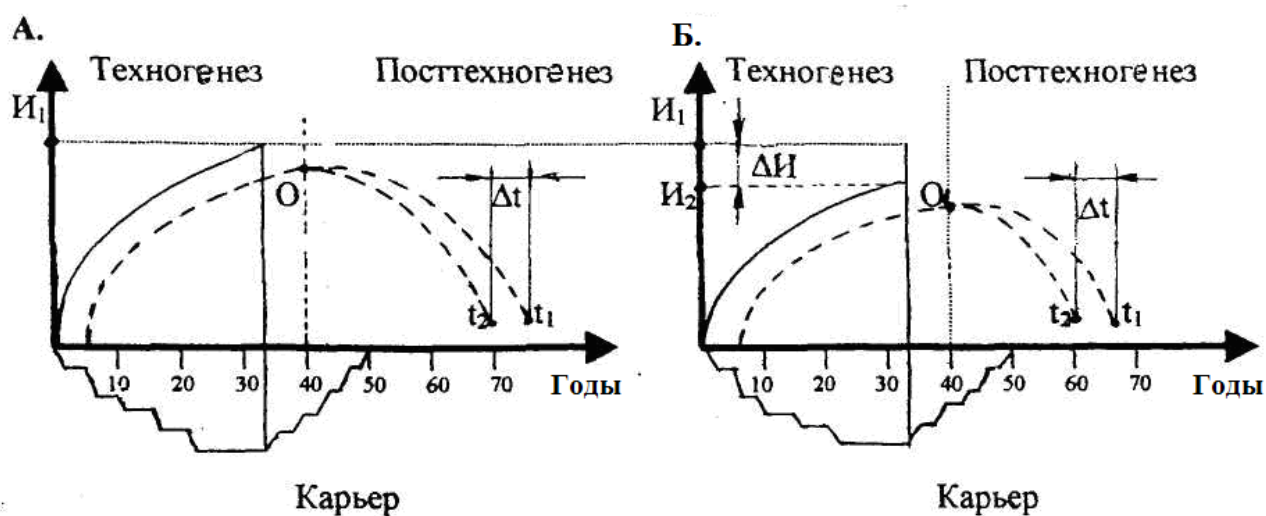 А. Б.
Техногенез Посттехногенез Техногенез Посттехногенез
И₁ И₁
ΔИ
И₂
О Δt О Δt
t₂ t₁ t₂ t₁
10 20 30 40 50 60 70 Годы 10 20 30 40 50 60 70 Годы
Карьер Карьер